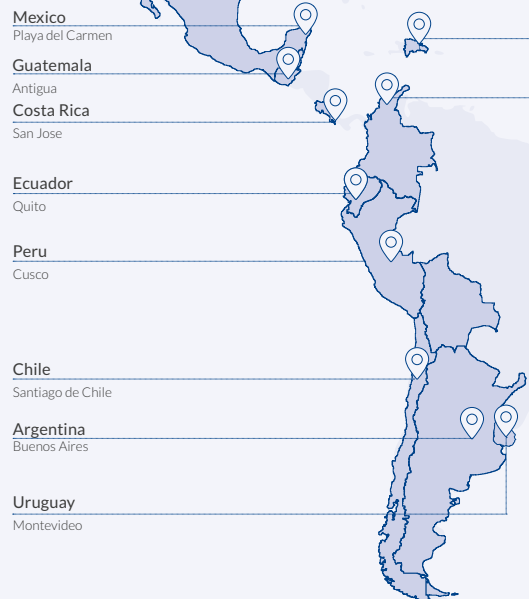 Mexico
Playa del Carmen
Guatemala
Antigua
Costa Rica
San Jose
Ecuador
Quito
Peru
Cusco
Chile
Santiago de Chile
Argentina
Buenos Aires
Uruguay
Montevideo